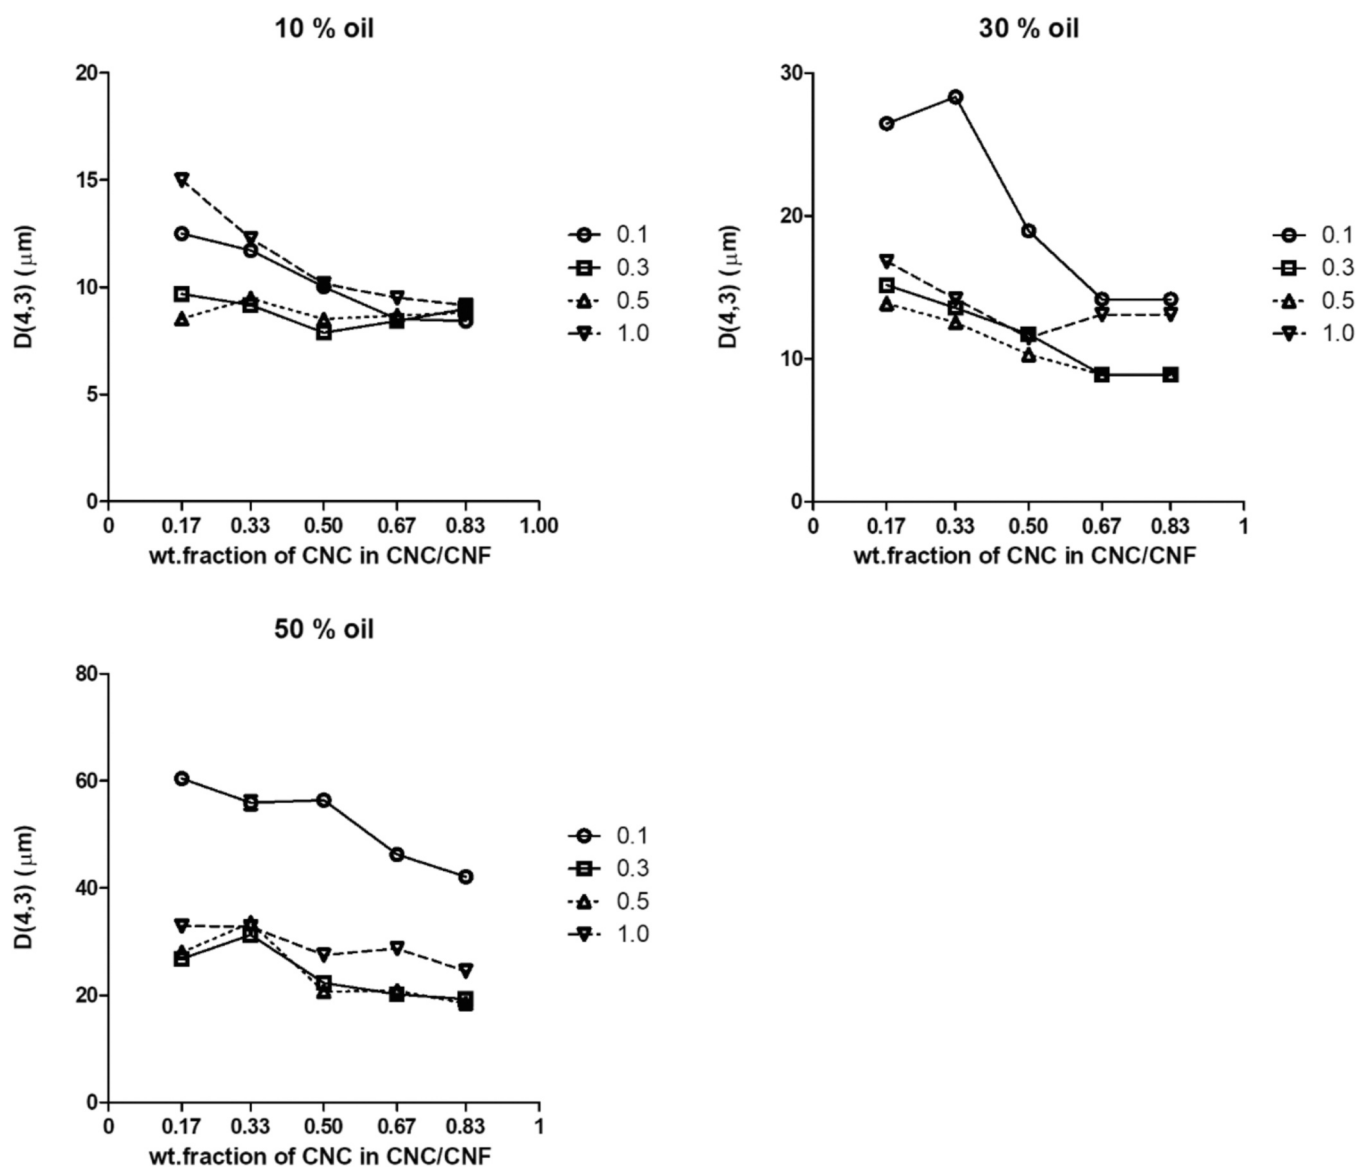 10 % oil
20
15
10
5
0
D(4,3) (μm)
0 0.17 0.33 0.50 0.67 0.83 1.00
wt.fraction of CNC in CNC/CNF
0.1
0.3
0.5
1.0
30 % oil
30
20
10
0
D(4,3) (μm)
0 0.17 0.33 0.50 0.67 0.83 1
wt.fraction of CNC in CNC/CNF
0.1
0.3
0.5
1.0
50 % oil
80
60
40
20
0
D(4,3) (μm)
0 0.17 0.33 0.50 0.67 0.83 1
wt.fraction of CNC in CNC/CNF
0.1
0.3
0.5
1.0